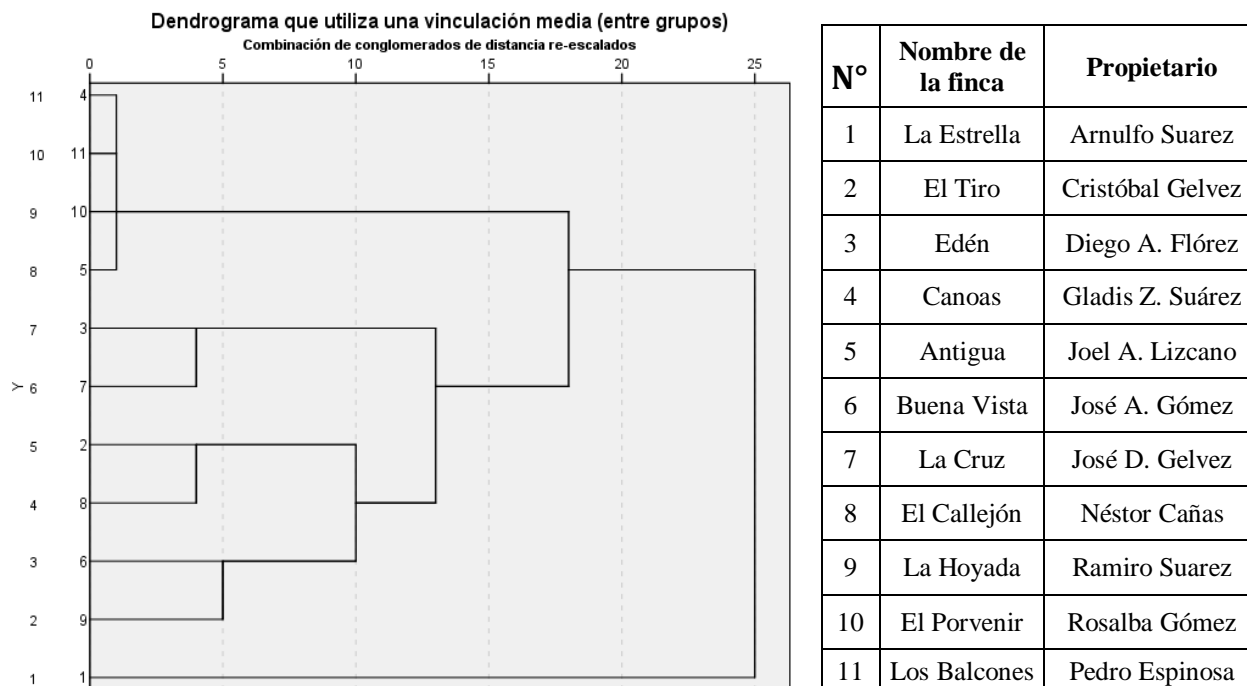 Dendrograma que utiliza una vinculación media (entre grupos)
Combinación de conglomerados de distancia re-escalados
0 5 10 15 20 25
11 4
10 11
9 10
8 5
7 3
Y 6 7
5 2
4 8
3 6
2 9
1 1
N° Nombre de la finca Propietario
1 La Estrella Arnulfo Suarez
2 El Tiro Cristóbal Gelvez
3 Edén Diego A. Flórez
4 Canoas Gladis Z. Suárez
5 Antigua Joel A. Lizcano
6 Buena Vista José A. Gómez
7 La Cruz José D. Gelvez
8 El Callejón Néstor Cañas
9 La Hoyada Ramiro Suarez
10 El Porvenir Rosalba Gómez
11 Los Balcones Pedro Espinosa